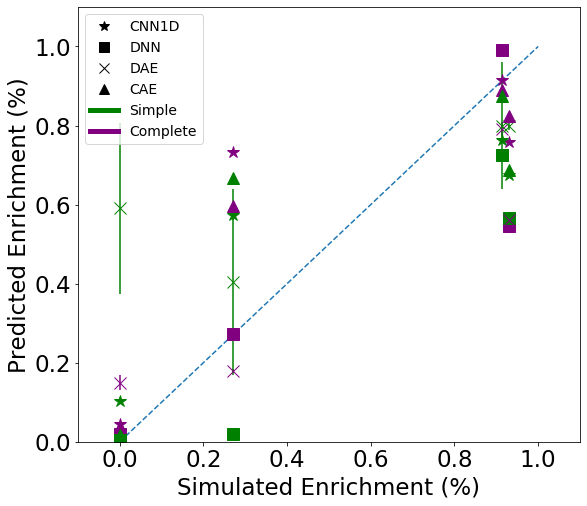 CNN1D
DNN
DAE
CAE
Simple
Complete
Predicted Enrichment (%)
1.0
0.8
0.6
0.4
0.2
0.0
0.0 0.2 0.4 0.6 0.8 1.0
Simulated Enrichment (%)